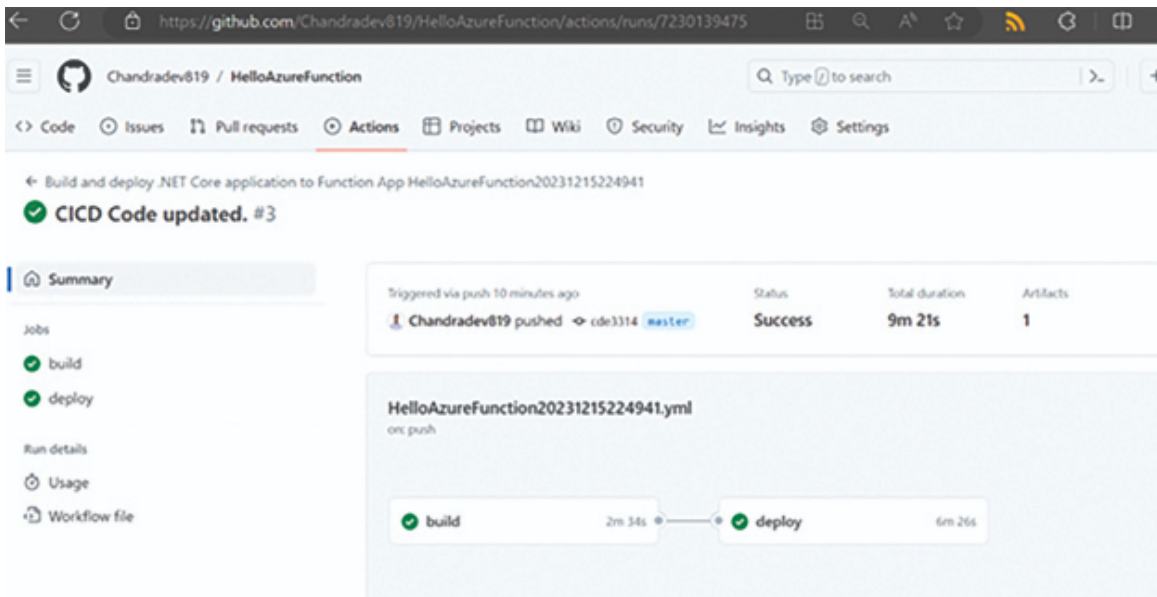 https://github.com/Chandradev819/HelloAzureFunction/actions/runs/7230139475
Chandradev819 / HelloAzureFunction
Type / to search
Code Issues Pull requests Actions Projects Wiki Security Insights Settings
Build and deploy .NET Core application to Function App HelloAzureFunction20231215224941
CICD Code updated. #3
Summary
Jobs
build
deploy
Run details
Usage
Workflow file
Triggered via push 10 minutes ago
Chandradev819 pushed cde3314 master
Status
Success
Total duration
9m 21s
Artifacts
1
HelloAzureFunction20231215224941.yml
on: push
build 2m 34s
deploy 6m 26s